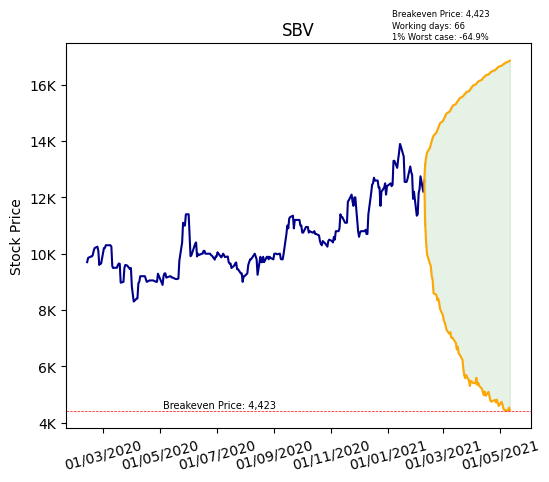 Breakeven Price: 4,423
Working days: 66
1% Worst case: -64.9%
SBV
Stock Price
16K
14K
12K
10K
8K
6K
4K
Breakeven Price: 4,423
01/03/2020
01/05/2020
01/07/2020
01/09/2020
01/11/2020
01/01/2021
01/03/2021
01/05/2021